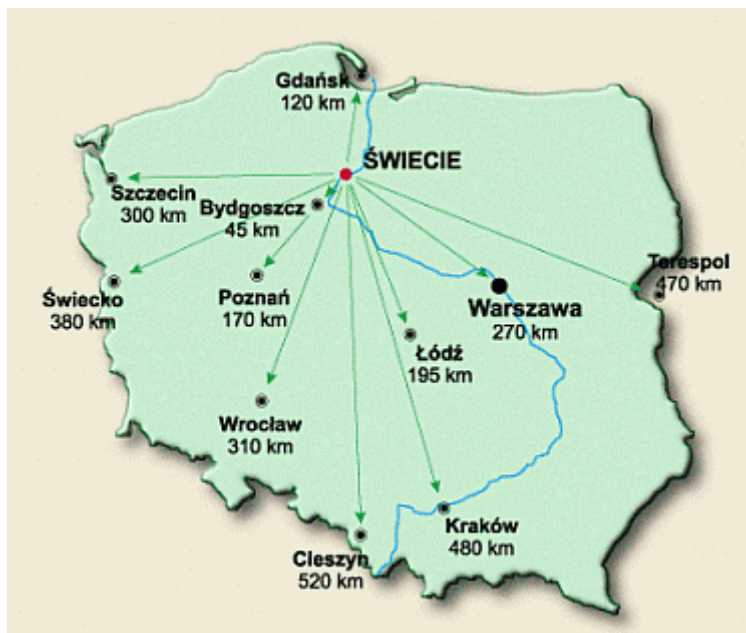 Gdańsk
120 km
ŚWIECIE
Szczecin
300 km
Bydgoszcz
45 km
Terespol
470 km
Świecko
380 km
Poznań
170 km
Warszawa
270 km
Łódź
195 km
Wrocław
310 km
Kraków
480 km
Cieszyn
520 km